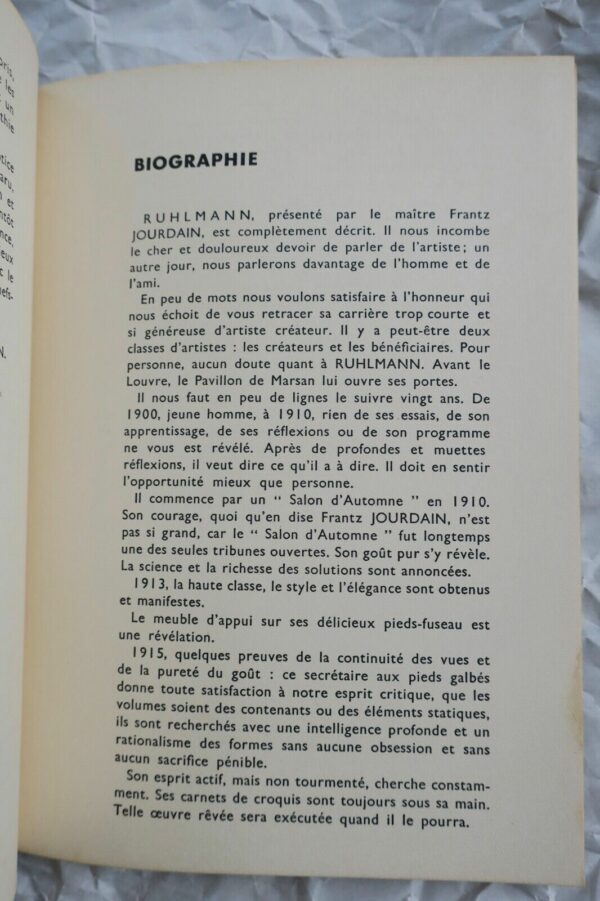 pris,
les
un
thie
tice
aru,
et
ntôt
nce,
eux
t le
efs-
N.
BIOGRAPHIE
RUHLMANN, présenté par le maître Frantz
JOURDAIN, est complètement décrit. Il nous incombe
le cher et douloureux devoir de parler de l'artiste; un
autre jour, nous parlerons davantage de l'homme et de
l'ami.
En peu de mots nous voulons satisfaire à l'honneur qui
nous échoit de vous retracer sa carrière trop courte et
si généreuse d'artiste créateur. Il y a peut-être deux
classes d'artistes : les créateurs et les bénéficiaires. Pour
personne, aucun doute quant à RUHLMANN. Avant le
Louvre, le Pavillon de Marsan lui ouvre ses portes.
Il nous faut en peu de lignes le suivre vingt ans. De
1900, jeune homme, à 1910, rien de ses essais, de son
apprentissage, de ses réflexions ou de son programme
ne vous est révélé. Après de profondes et muettes
réflexions, il veut dire ce qu'il a à dire. Il doit en sentir
l'opportunité mieux que personne.
Il commence par un " Salon d'Automne " en 1910.
Son courage, quoi qu'en dise Frantz JOURDAIN, n'est
pas si grand, car le " Salon d'Automne " fut longtemps
une des seules tribunes ouvertes. Son goût pur s'y révèle.
La science et la richesse des solutions sont annoncées.
1913, la haute classe, le style et l'élégance sont obtenus
et manifestes.
Le meuble d'appui sur ses délicieux pieds-fuseau est
une révélation.
1915, quelques preuves de la continuité des vues et
de la pureté du goût : ce secrétaire aux pieds galbés
donne toute satisfaction à notre esprit critique, que les
volumes soient des contenants ou des éléments statiques,
ils sont recherchés avec une intelligence profonde et un
rationalisme des formes sans aucune obsession et sans
aucun sacrifice pénible.
Son esprit actif, mais non tourmenté, cherche constam-
ment. Ses carnets de croquis sont toujours sous sa main.
Telle œuvre rêvée sera exécutée quand il le pourra.